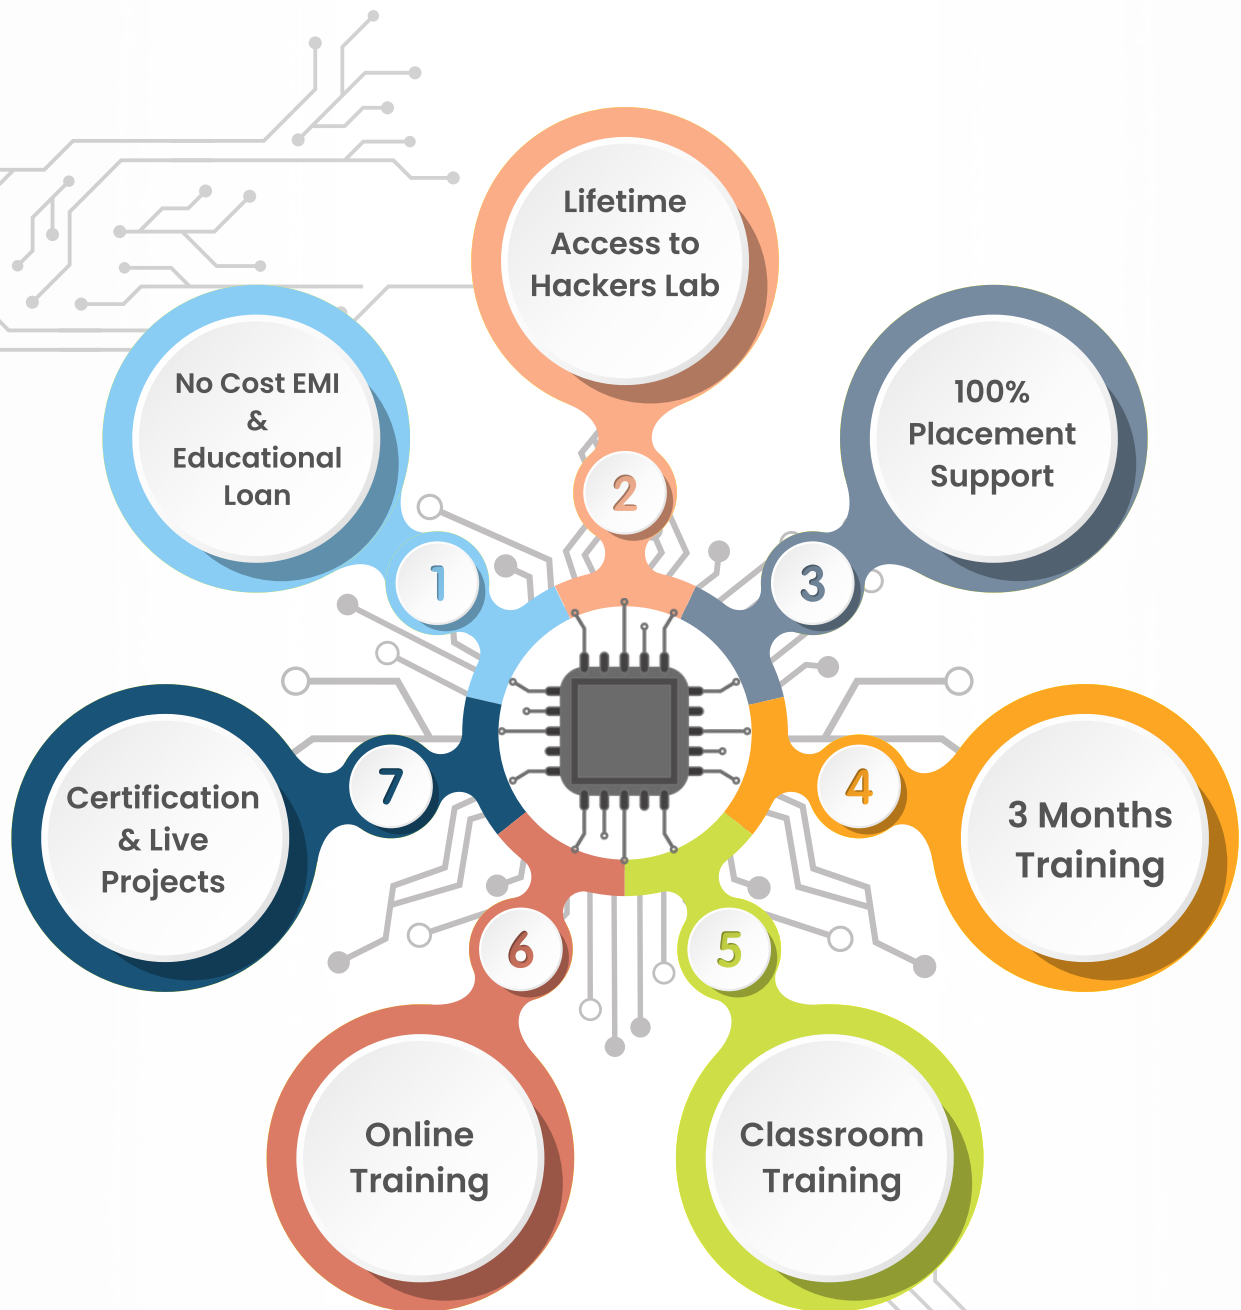 No Cost EMI
&
Educational
Loan
1
Lifetime
Access to
Hackers Lab
2
100%
Placement
Support
3
3 Months
Training
4
Classroom
Training
5
Online
Training
6
Certification
& Live
Projects
7